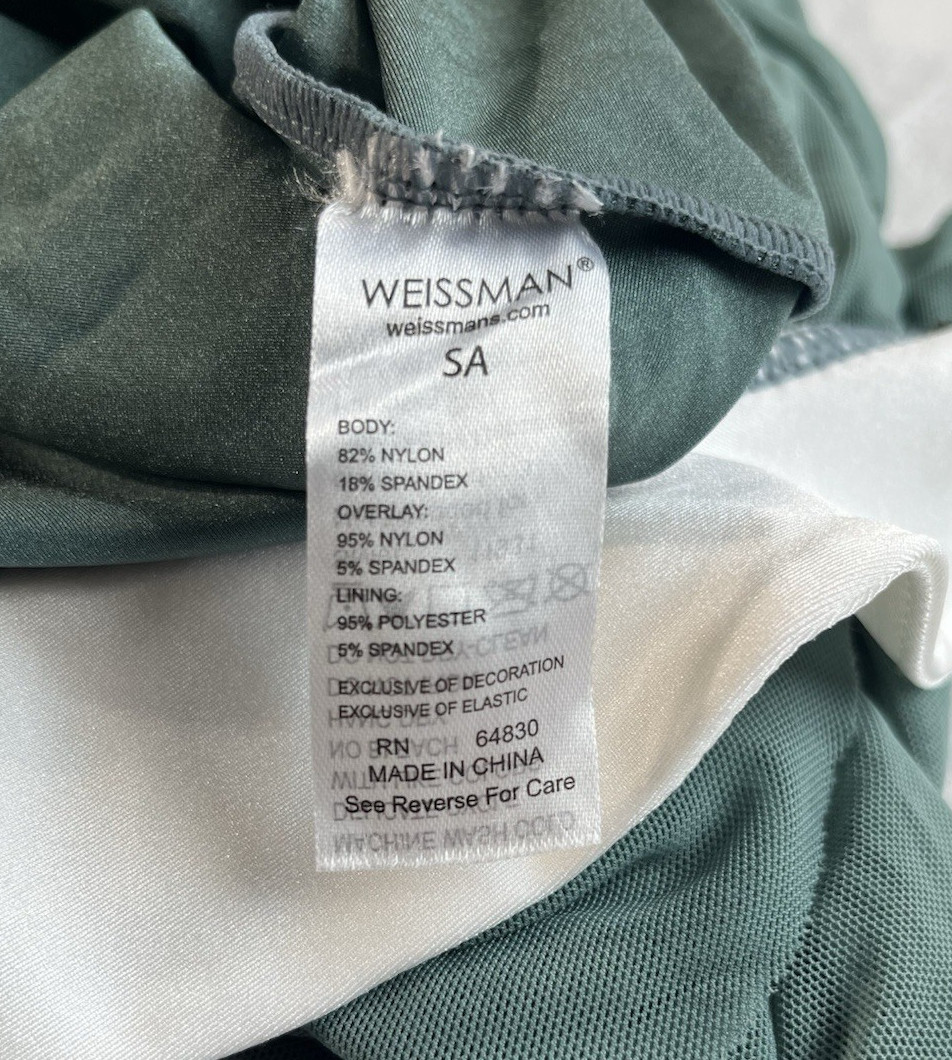 WEISSMAN®
weissmans.com
SA
BODY:
82% NYLON
18% SPANDEX
OVERLAY:
95% NYLON
5% SPANDEX
LINING:
95% POLYESTER
5% SPANDEX
EXCLUSIVE OF DECORATION
EXCLUSIVE OF ELASTIC
RN 64830
MADE IN CHINA
See Reverse For Care